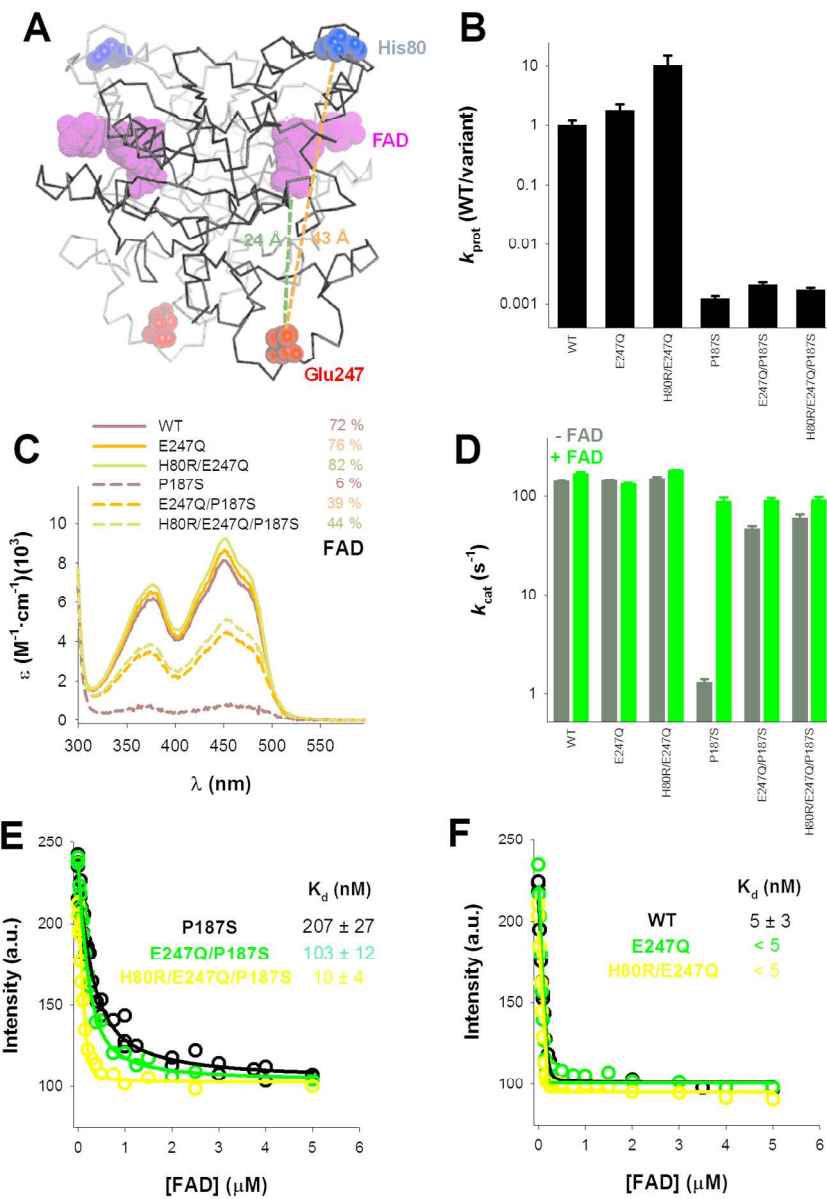 A
His80
FAD
24 Å
43 Å
Glu247
B
k_prot (WT/variant)
10
1
0.1
0.01
0.001
WT
E247Q
H80R/E247Q
P187S
E247Q/P187S
H80R/E247Q/P187S
C
WT 72 %
E247Q 76 %
H80R/E247Q 82 %
P187S 6 %
E247Q/P187S 39 %
H80R/E247Q/P187S 44 %
FAD
ε (M⁻¹·cm⁻¹)(10³)
10
8
6
4
2
0
300 350 400 450 500 550
λ (nm)
D
- FAD
+ FAD
k_cat (s⁻¹)
100
10
1
WT
E247Q
H80R/E247Q
P187S
E247Q/P187S
H80R/E247Q/P187S
E
Intensity (a.u.)
250
200
150
100
K_d (nM)
P187S 207 ± 27
E247Q/P187S 103 ± 12
H80R/E247Q/P187S 10 ± 4
0 1 2 3 4 5 6
[FAD] (μM)
F
Intensity (a.u.)
250
200
150
100
K_d (nM)
WT 5 ± 3
E247Q < 5
H80R/E247Q < 5
0 1 2 3 4 5 6
[FAD] (μM)